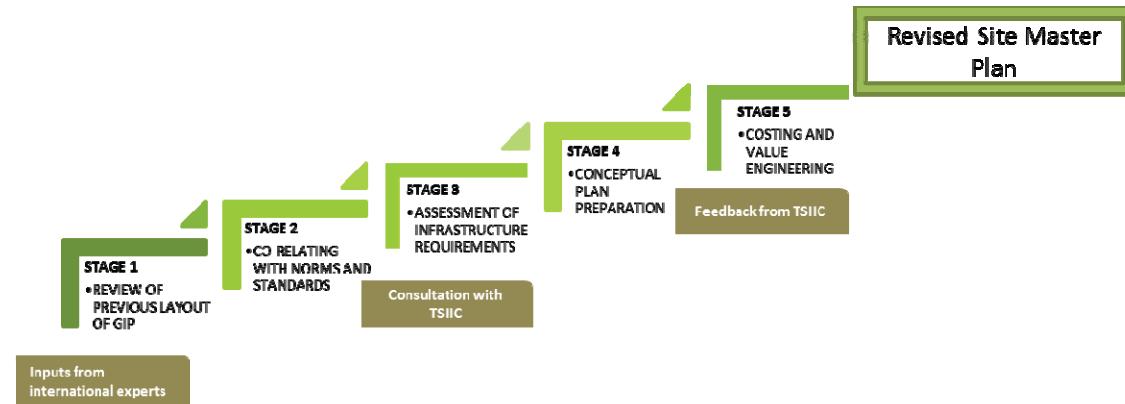 Revised Site Master
Plan
STAGE 5
•COSTING AND
VALUE
ENGINEERING
Feedback from TSIIC
STAGE 4
•CONCEPTUAL
PLAN
PREPARATION
STAGE 3
•ASSESSMENT OF
INFRASTRUCTURE
REQUIREMENTS
Consultation with
TSIIC
STAGE 2
•CO RELATING
WITH NORMS AND
STANDARDS
STAGE 1
•REVIEW OF
PREVIOUS LAYOUT
OF GIP
Inputs from
international experts